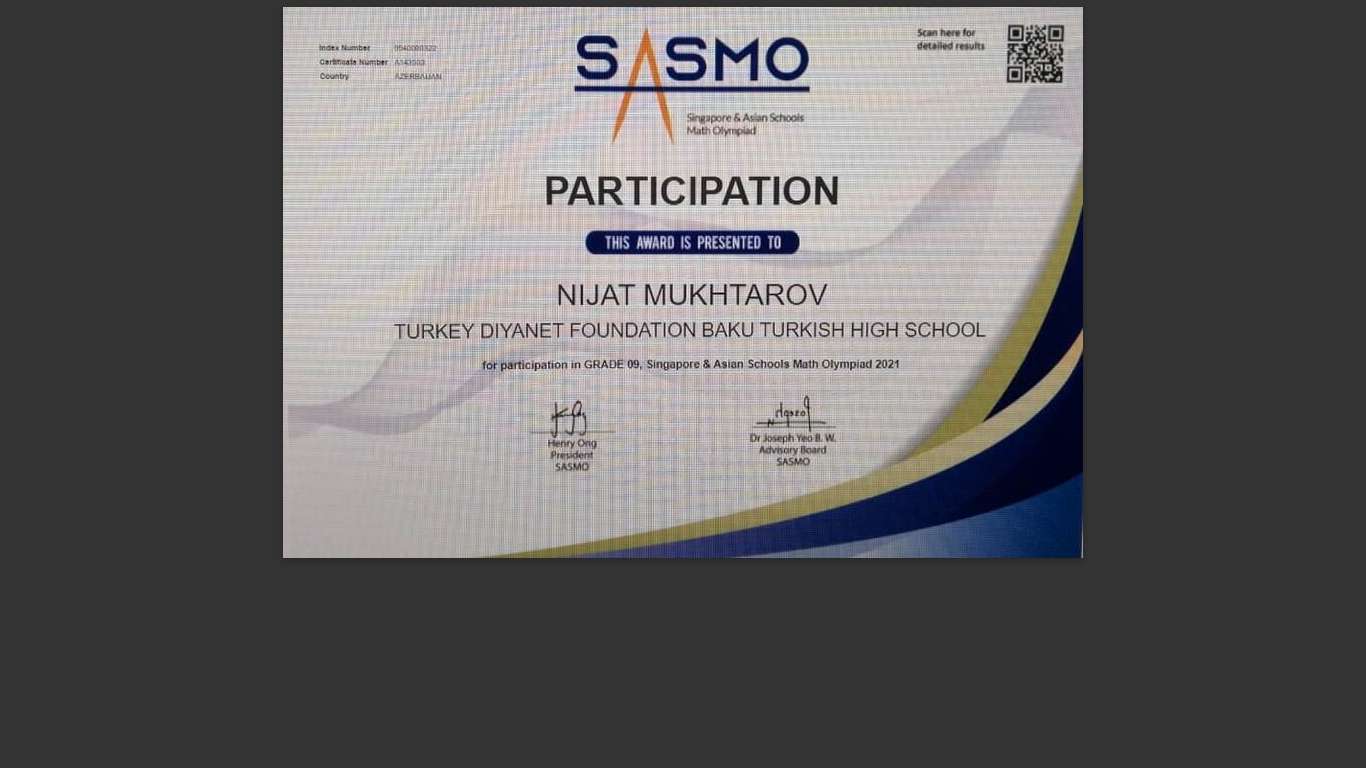 Index Number
Certificate Number
Country AZERBAIJAN
SASMO
Singapore & Asian Schools
Math Olympiad
Scan here for
detailed results
PARTICIPATION
THIS AWARD IS PRESENTED TO
NIJAT MUKHTAROV
TURKEY DIYANET FOUNDATION BAKU TURKISH HIGH SCHOOL
for participation in GRADE 09, Singapore & Asian Schools Math Olympiad 2021
Henry Ong
President
SASMO
Dr Joseph Yeo B. W.
Advisory Board
SASMO